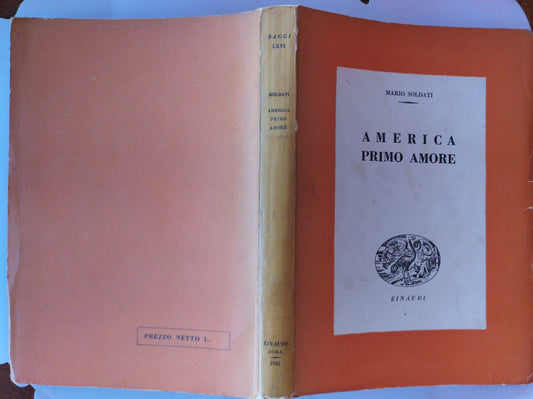 PREZZO NETTO L.
SAGGI
LXVI
SOLDATI
AMERICA
PRIMO
AMORE
EINAUDI
ROMA
1945
MARIO SOLDATI
AMERICA
PRIMO AMORE
EINAUDI